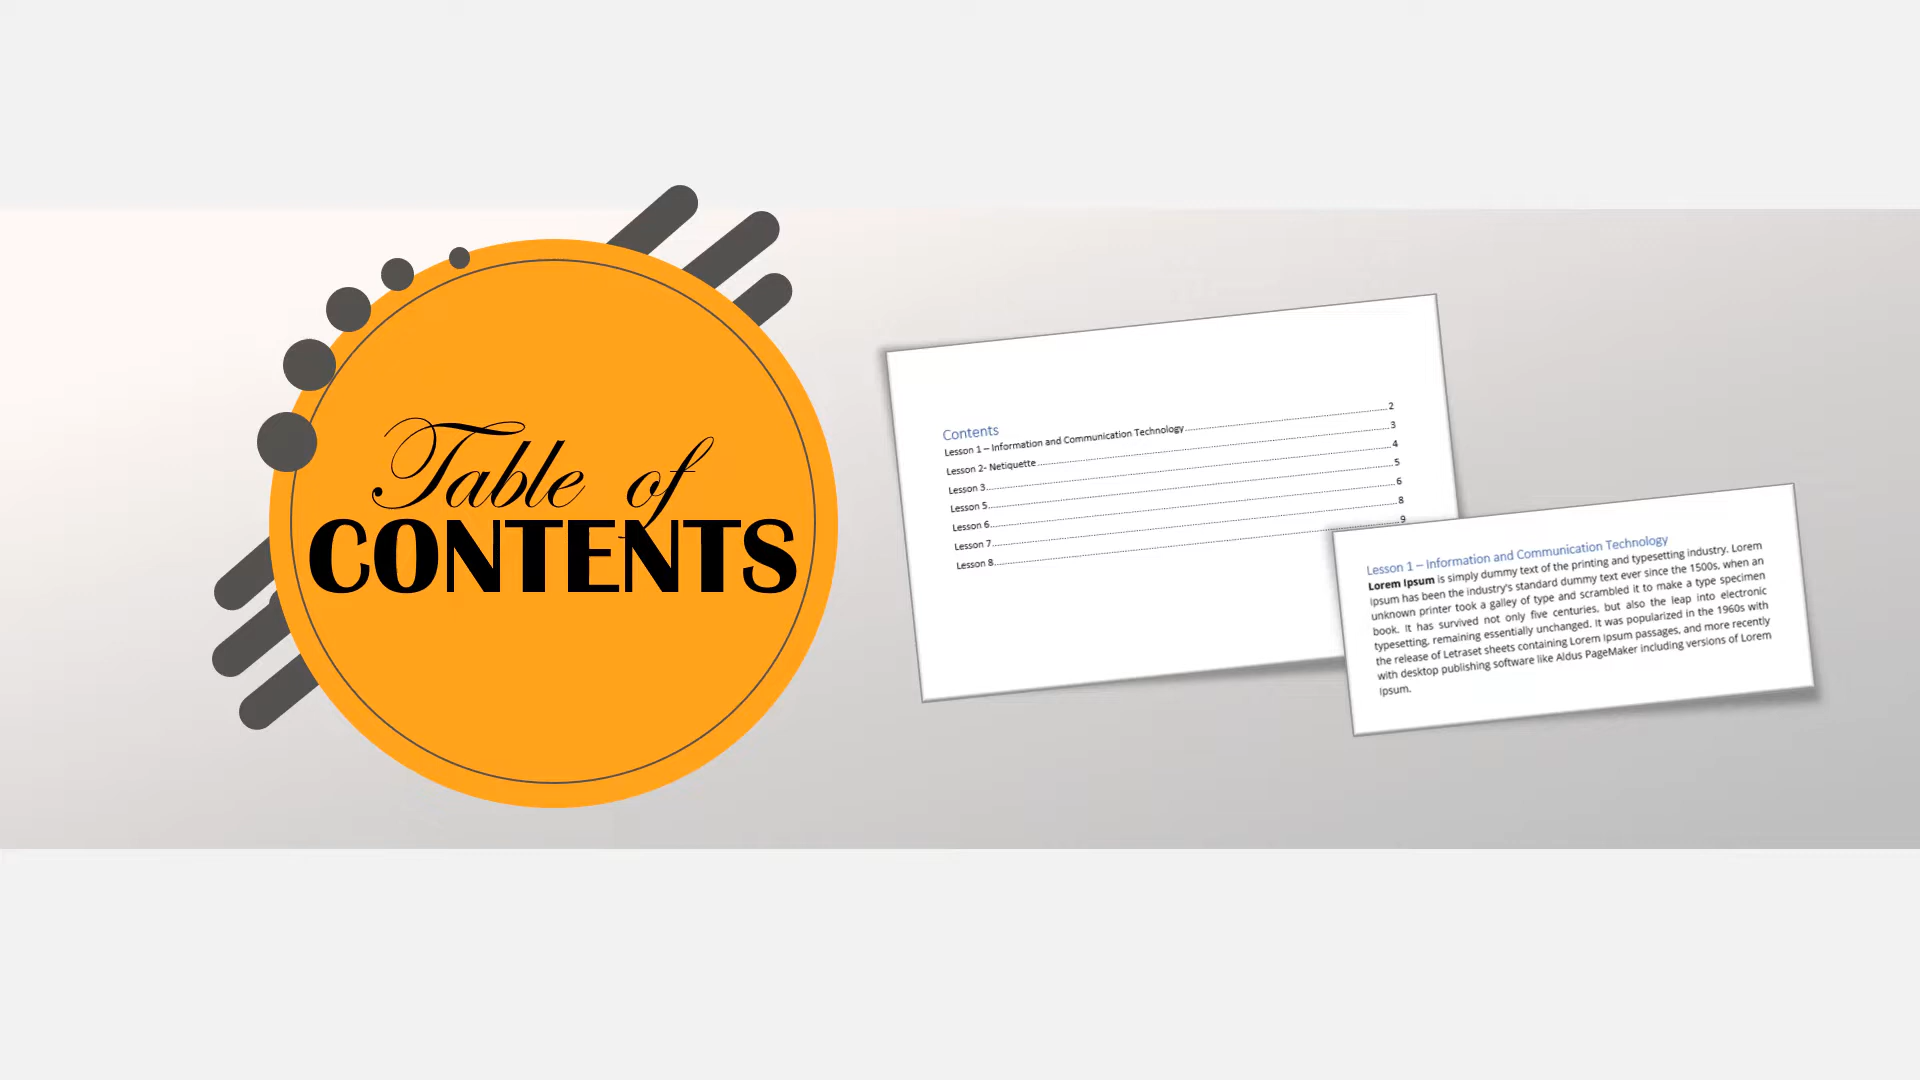 Table of
CONTENTS
Contents
Lesson 1 – Information and Communication Technology 2
Lesson 2- Netiquette 3
Lesson 3 4
Lesson 5 5
Lesson 6 6
Lesson 7 8
Lesson 8 9
Lesson 1 – Information and Communication Technology
Lorem Ipsum is simply dummy text of the printing and typesetting industry. Lorem
Ipsum has been the industry's standard dummy text ever since the 1500s, when an
unknown printer took a galley of type and scrambled it to make a type specimen
book. It has survived not only five centuries, but also the leap into electronic
typesetting, remaining essentially unchanged. It was popularized in the 1960s with
the release of Letraset sheets containing Lorem Ipsum passages, and more recently
with desktop publishing software like Aldus PageMaker including versions of Lorem
Ipsum.